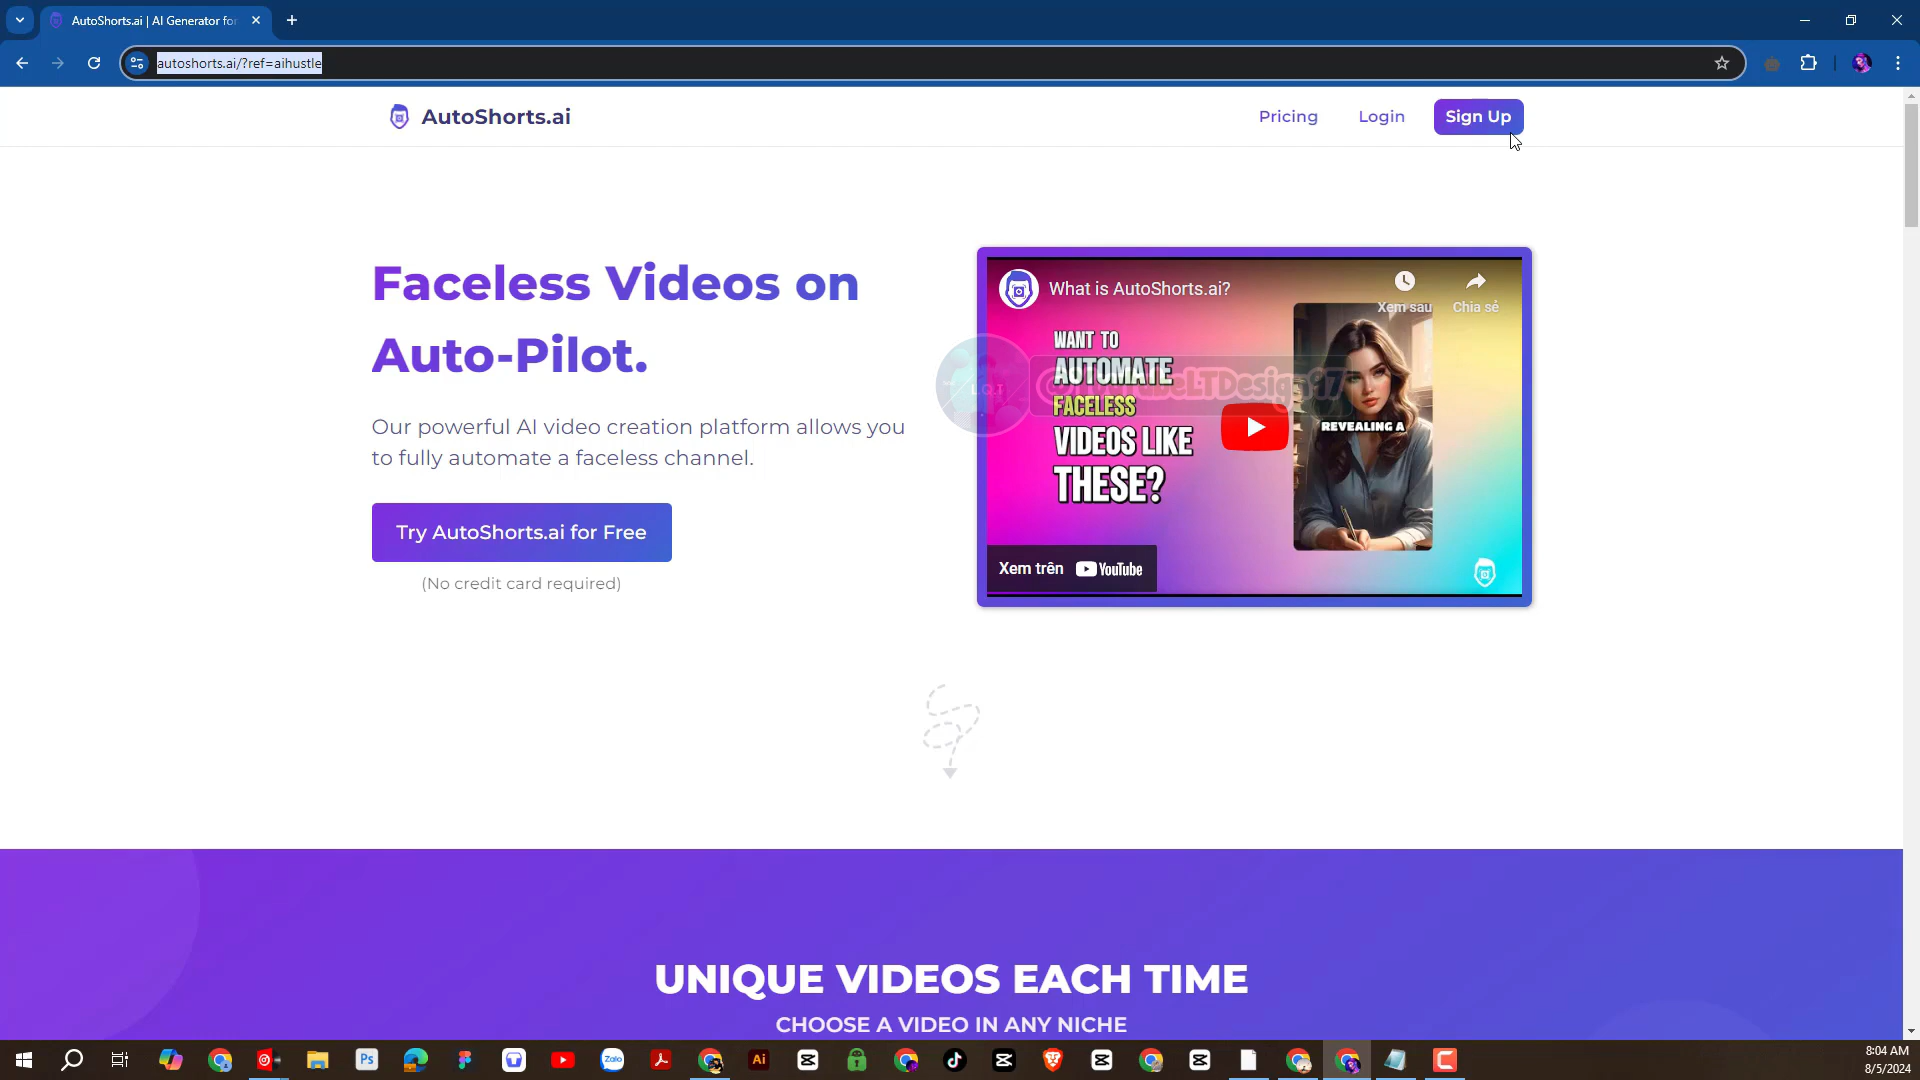 AutoShorts.ai | AI Generator for
autoshorts.ai/?ref=aihustle
AutoShorts.ai
Pricing
Login
Sign Up
Faceless Videos on
Auto-Pilot.
Our powerful AI video creation platform allows you
to fully automate a faceless channel.
Try AutoShorts.ai for Free
(No credit card required)
What is AutoShorts.ai?
Xem sau
Chia sẻ
WANT TO
AUTOMATE
FACELESS
VIDEOS LIKE
THESE?
REVEALING A
Xem trên YouTube
UNIQUE VIDEOS EACH TIME
CHOOSE A VIDEO IN ANY NICHE
Ps
Zalo
Ai
8:04 AM
8/5/2024